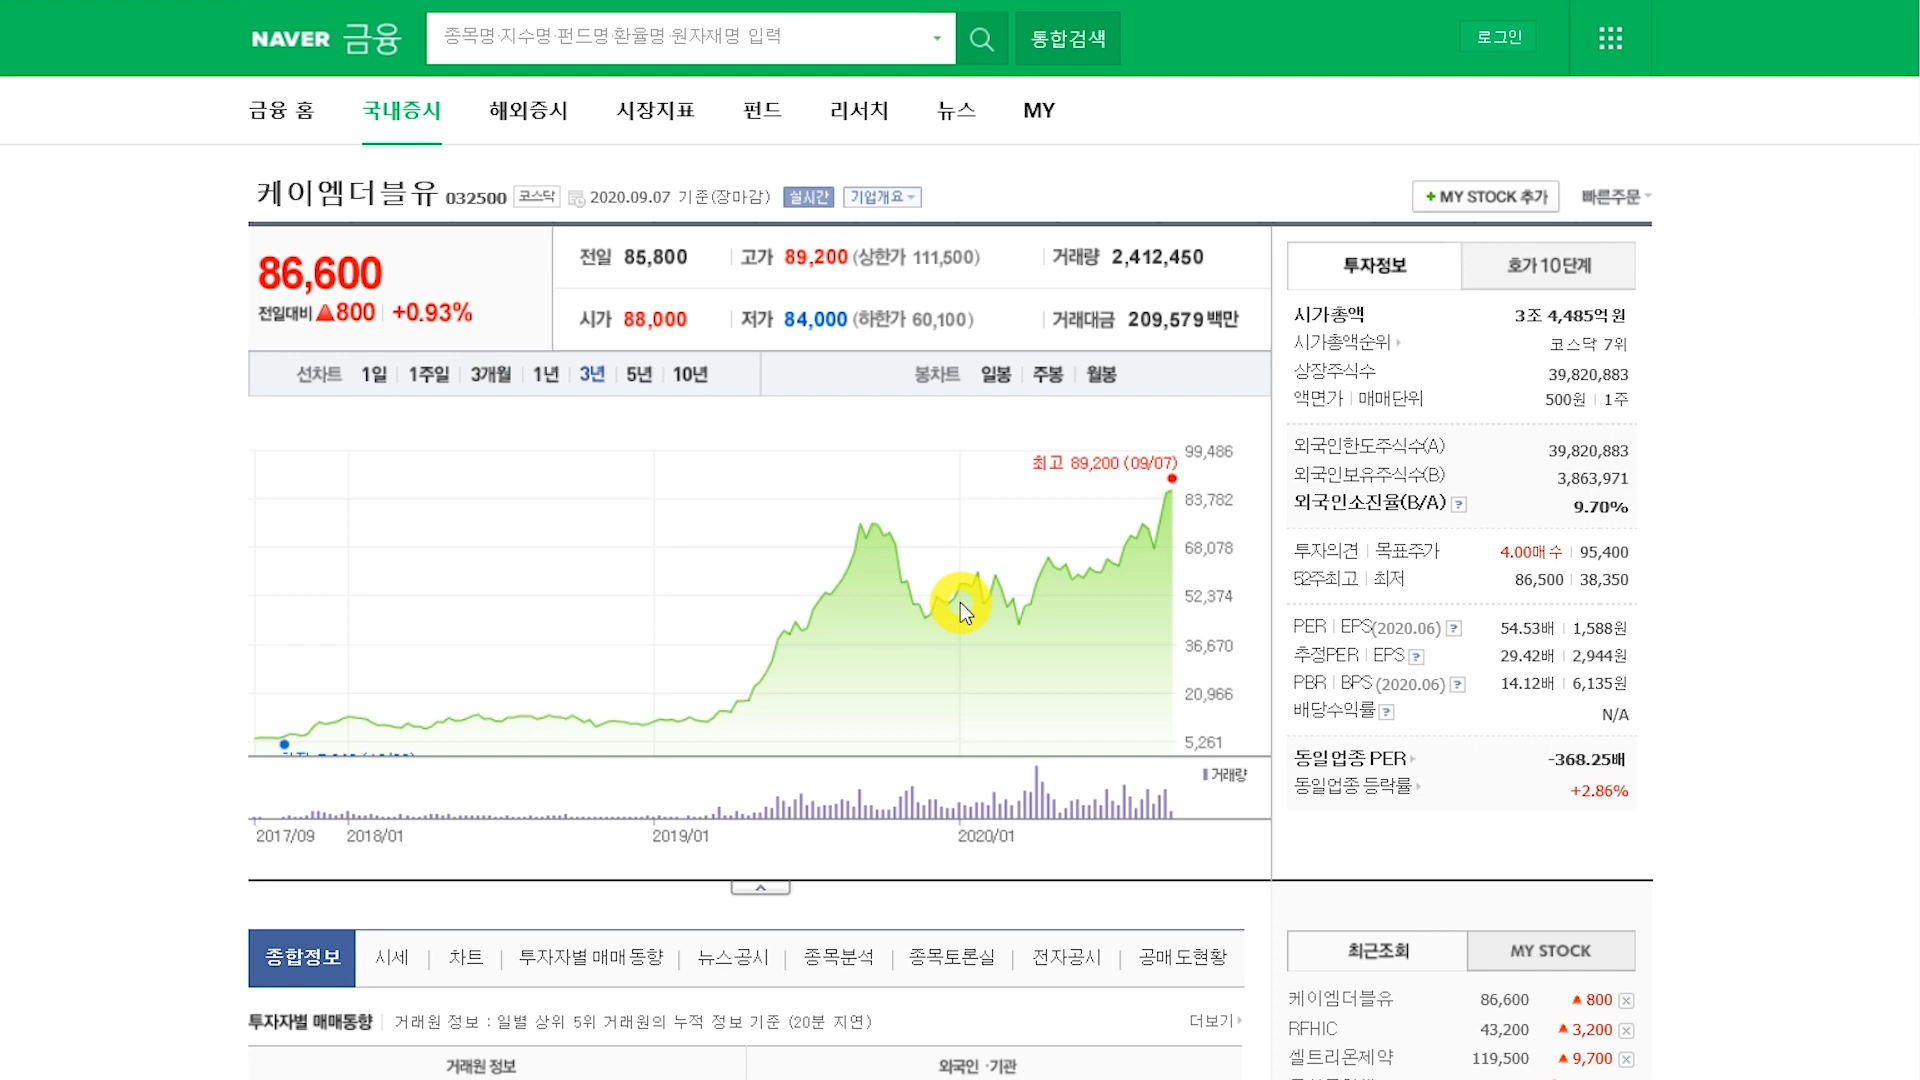 NAVER 금융
종목명·지수명·펀드명·환율명·원자재명 입력
통합검색
로그인
금융 홈 국내증시 해외증시 시장지표 펀드 리서치 뉴스 MY
케이엠더블유 032500 코스닥 2020.09.07 기준(장마감) 실시간 기업개요
+ MY STOCK 추가 빠른주문
86,600
전일대비 ▲800 +0.93%
전일 85,800 고가 89,200 (상한가 111,500) 거래량 2,412,450
시가 88,000 저가 84,000 (하한가 60,100) 거래대금 209,579 백만
선차트 1일 1주일 3개월 1년 3년 5년 10년 봉차트 일봉 주봉 월봉
최고 89,200 (09/07)
99,486
83,782
68,078
52,374
36,670
20,966
5,261
거래량
2017/09 2018/01 2019/01 2020/01
투자정보 호가 10단계
시가총액 3조 4,485억 원
시가총액순위 코스닥 7위
상장주식수 39,820,883
액면가 매매단위 500원 1주
외국인한도주식수(A) 39,820,883
외국인보유주식수(B) 3,863,971
외국인소진율(B/A) ? 9.70%
투자의견 목표주가 4.00매수 95,400
52주최고 최저 86,500 38,350
PER EPS(2020.06) ? 54.53배 1,588원
추정PER EPS ? 29.42배 2,944원
PBR BPS (2020.06) ? 14.12배 6,135원
배당수익률 ? N/A
동일업종 PER -368.25배
동일업종 등락률 +2.86%
종합정보 시세 차트 투자자별 매매동향 뉴스공시 종목분석 종목토론실 전자공시 공매도현황
투자자별 매매동향 거래원 정보 : 일별 상위 5위 거래원의 누적 정보 기준 (20분 지연) 더보기
거래원 정보 외국인 ·기관
최근조회 MY STOCK
케이엠더블유 86,600 ▲800
RFHIC 43,200 ▲3,200
셀트리온제약 119,500 ▲9,700